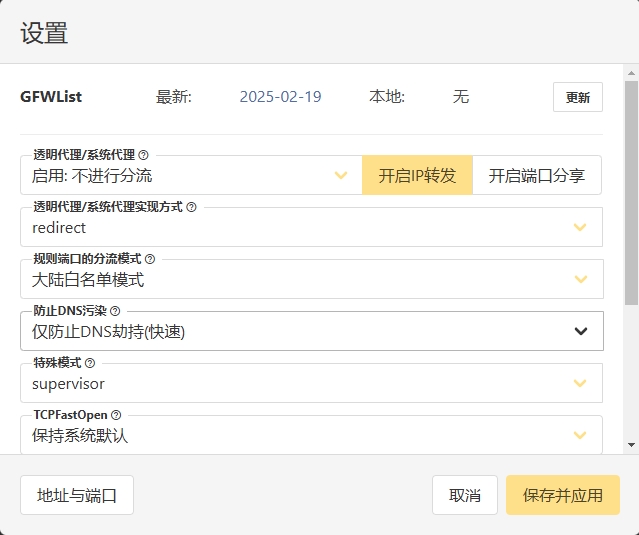 设置
GFWList 最新: 2025-02-19 本地: 无 更新
透明代理/系统代理
启用: 不进行分流 开启IP转发 开启端口分享
透明代理/系统代理实现方式
redirect
规则端口的分流模式
大陆白名单模式
防止DNS污染
仅防止DNS劫持(快速)
特殊模式
supervisor
TCPFastOpen
保持系统默认
地址与端口 取消 保存并应用